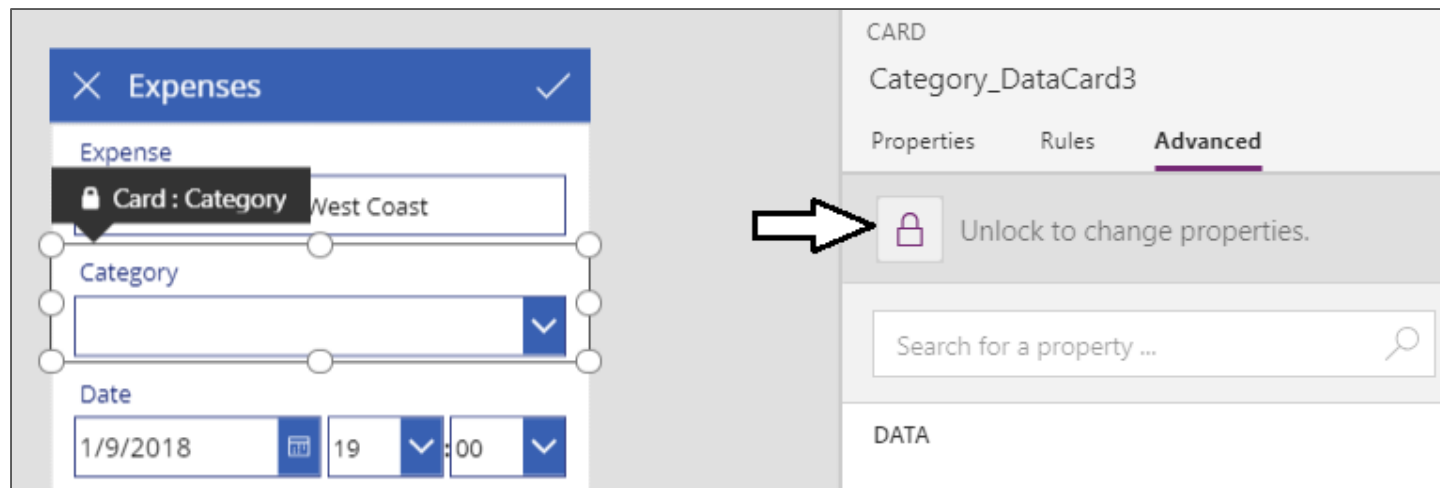 Expenses
Expense
Card : Category
West Coast
Category
Date
1/9/2018 19 : 00
CARD
Category_DataCard3
Properties Rules Advanced
Unlock to change properties.
Search for a property ...
DATA